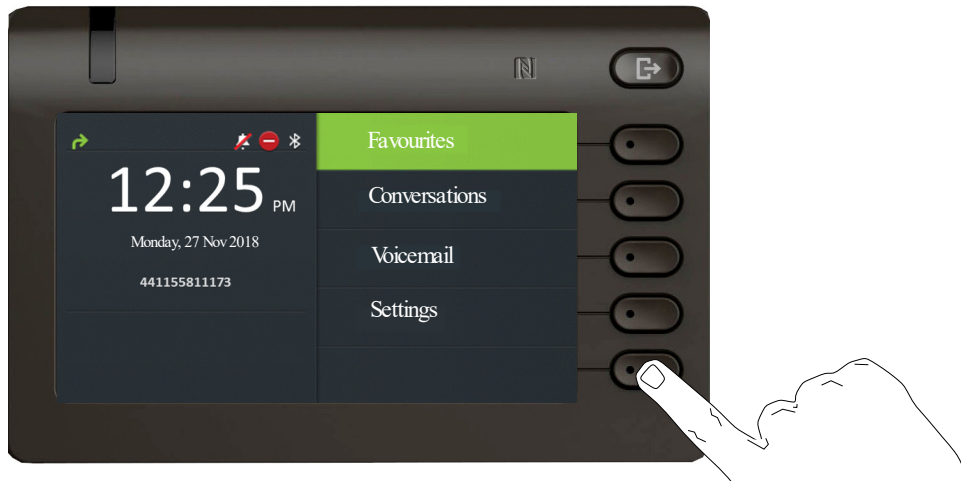 12:25 PM
Monday, 27 Nov 2018
441155811173
Favourites
Conversations
Voicemail
Settings